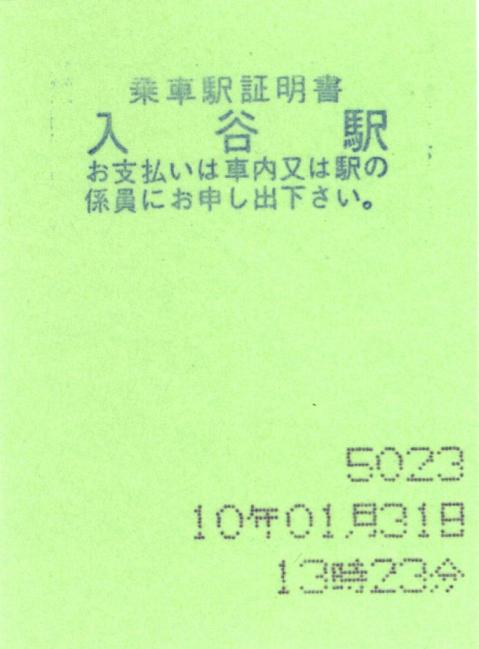 乗車駅証明書
入谷駅
お支払いは車内又は駅の
係員にお申し出下さい。
5023
10年01月31日
13時23分